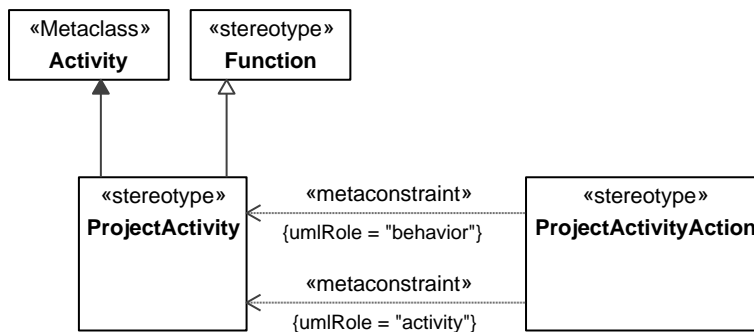 «Metaclass»
Activity
«stereotype»
Function
«stereotype»
ProjectActivity
«metaconstraint»
{umlRole = "behavior"}
«metaconstraint»
{umlRole = "activity"}
«stereotype»
ProjectActivityAction